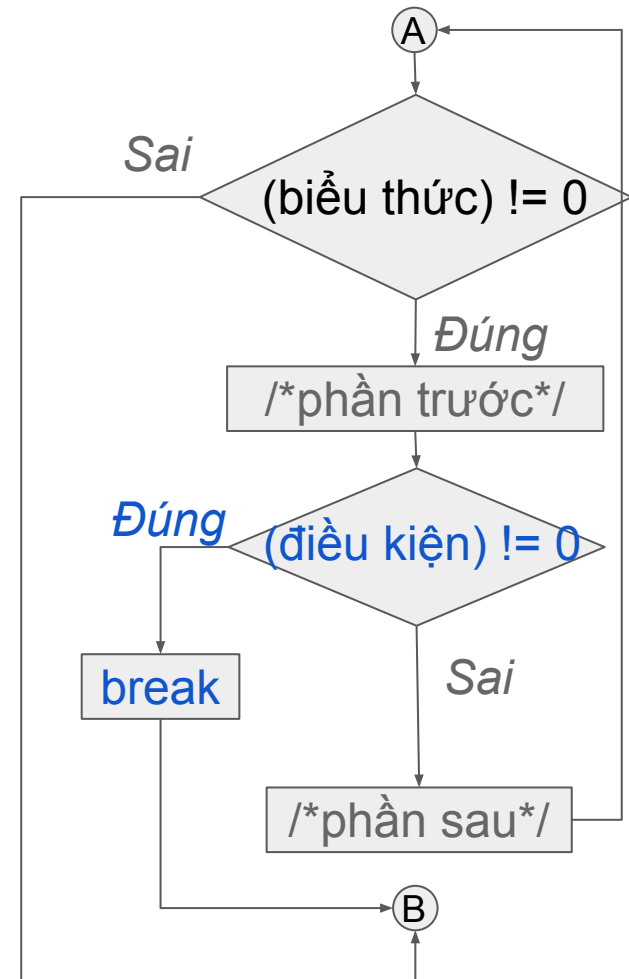 A
Sai
(biểu thức) != 0
Đúng
/*phần trước*/
Đúng
(điều kiện) != 0
break
Sai
/*phần sau*/
B